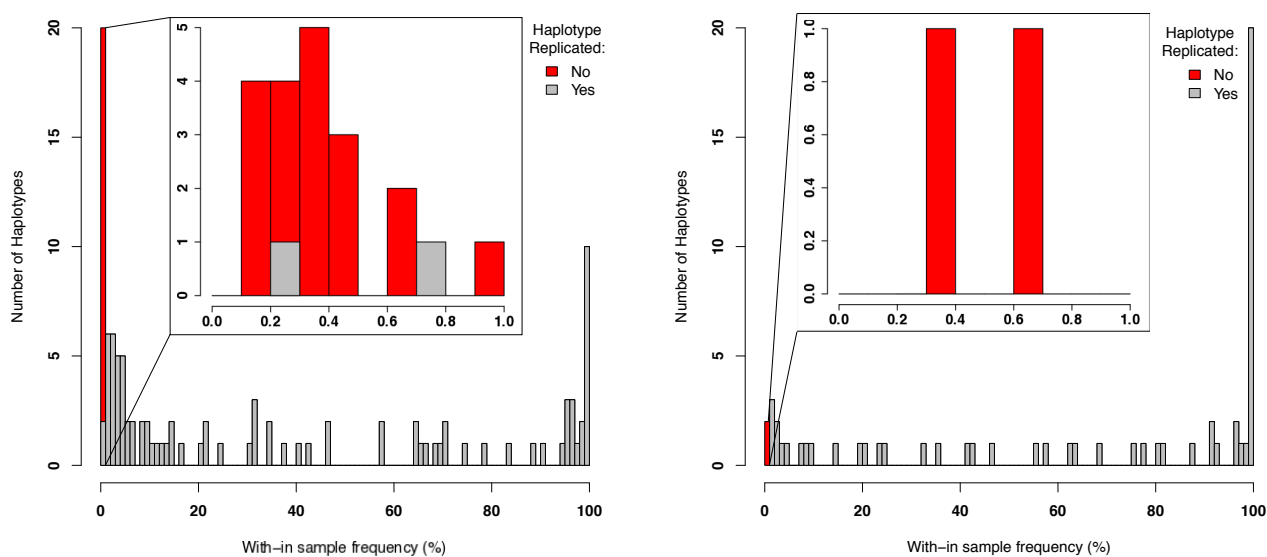 Haplotype
Replicated:
No
Yes
Number of Haplotypes
20
15
10
5
0
5
4
3
2
1
0
0.0 0.2 0.4 0.6 0.8 1.0
0 20 40 60 80 100
With-in sample frequency (%)
Haplotype
Replicated:
No
Yes
Number of Haplotypes
20
15
10
5
0
1.0
0.8
0.6
0.4
0.2
0.0
0.0 0.2 0.4 0.6 0.8 1.0
0 20 40 60 80 100
With-in sample frequency (%)